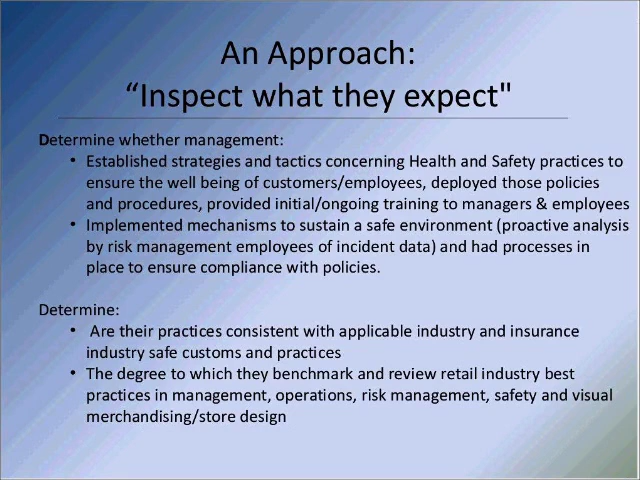 An Approach:
“Inspect what they expect"
Determine whether management:
• Established strategies and tactics concerning Health and Safety practices to
ensure the well being of customers/employees, deployed those policies
and procedures, provided initial/ongoing training to managers & employees
• Implemented mechanisms to sustain a safe environment (proactive analysis
by risk management employees of incident data) and had processes in
place to ensure compliance with policies.
Determine:
• Are their practices consistent with applicable industry and insurance
industry safe customs and practices
• The degree to which they benchmark and review retail industry best
practices in management, operations, risk management, safety and visual
merchandising/store design